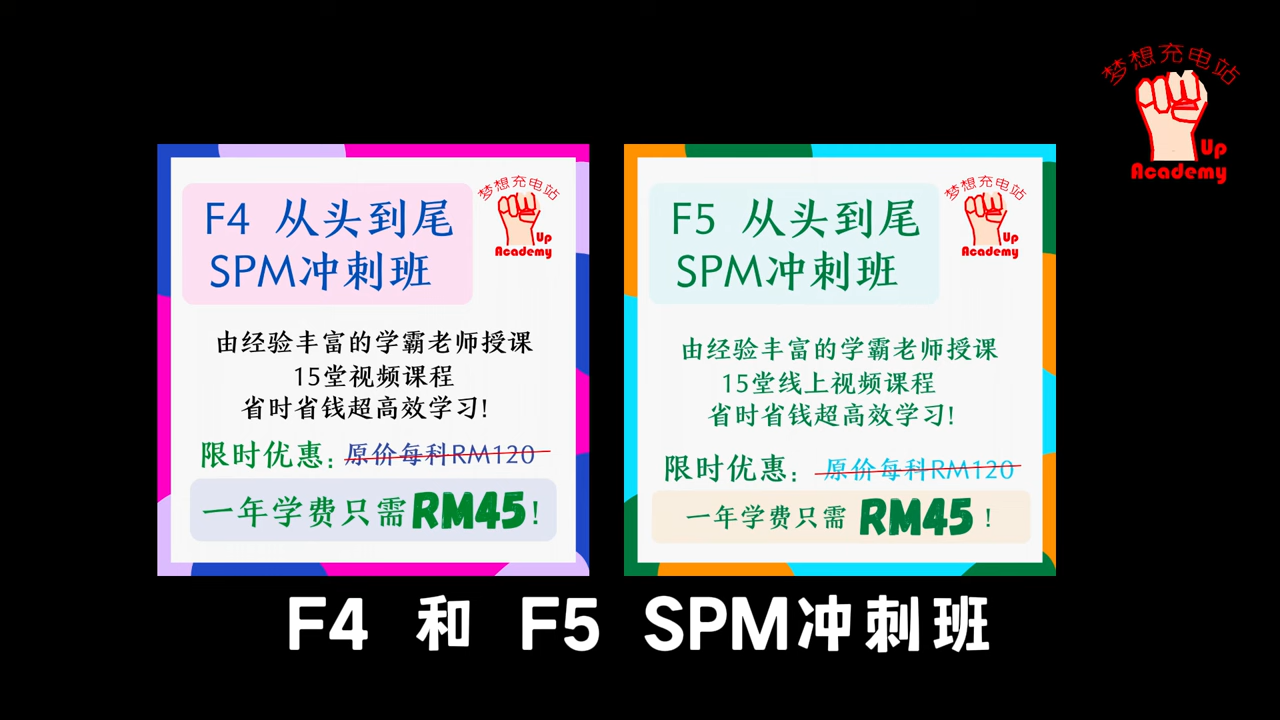 梦想充电站
Up
Academy
F4 从头到尾
SPM冲刺班
梦想充电站
Up
Academy
由经验丰富的学霸老师授课
15堂视频课程
省时省钱超高效学习!
限时优惠: 原价每科RM120
一年学费只需RM45!
F5 从头到尾
SPM冲刺班
梦想充电站
Up
Academy
由经验丰富的学霸老师授课
15堂线上视频课程
省时省钱超高效学习!
限时优惠: 原价每科RM120
一年学费只需 RM45 !
F4 和 F5 SPM冲刺班